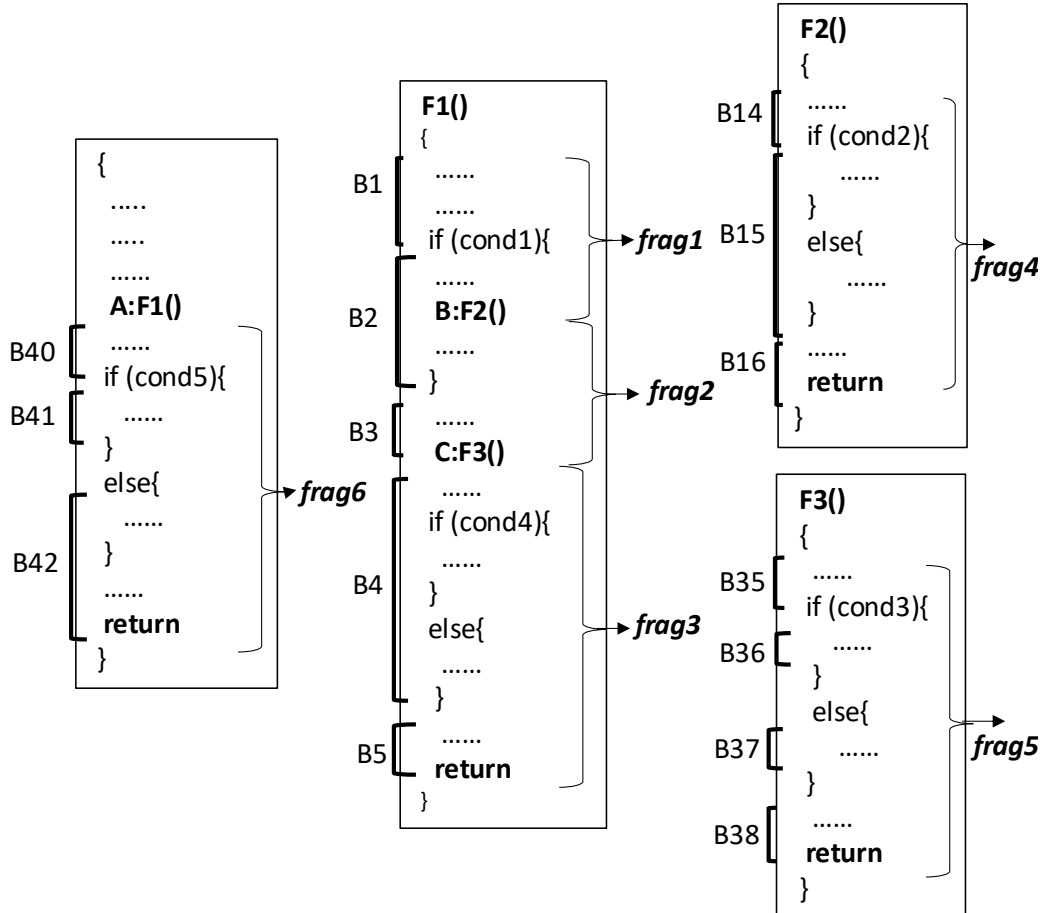 {
.....
.....
......
A:F1()
B40
......
if (cond5){
B41
......
}
else{
B42
......
}
......
return
}
frag6
F1()
{
B1
......
......
if (cond1){
frag1
B2
......
B:F2()
......
}
frag2
B3
......
C:F3()
B4
......
if (cond4){
......
}
else{
......
}
frag3
B5
......
return
}
F2()
{
B14
......
if (cond2){
B15
......
}
else{
......
}
frag4
B16
......
return
}
F3()
{
B35
......
if (cond3){
B36
......
}
else{
B37
......
}
frag5
B38
......
return
}